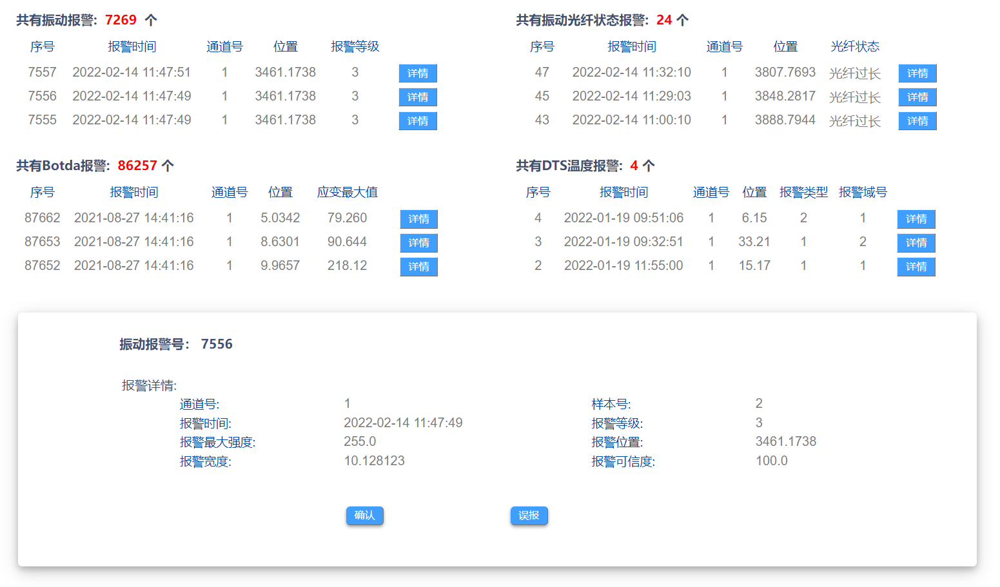 共有振动报警: 7269 个
序号 报警时间 通道号 位置 报警等级
7557 2022-02-14 11:47:51 1 3461.1738 3 详情
7556 2022-02-14 11:47:49 1 3461.1738 3 详情
7555 2022-02-14 11:47:49 1 3461.1738 3 详情
共有振动光纤状态报警: 24 个
序号 报警时间 通道号 位置 光纤状态
47 2022-02-14 11:32:10 1 3807.7693 光纤过长 详情
45 2022-02-14 11:29:03 1 3848.2817 光纤过长 详情
43 2022-02-14 11:00:10 1 3888.7944 光纤过长 详情
共有Botda报警: 86257 个
序号 报警时间 通道号 位置 应变最大值
87662 2021-08-27 14:41:16 1 5.0342 79.260 详情
87653 2021-08-27 14:41:16 1 8.6301 90.644 详情
87652 2021-08-27 14:41:16 1 9.9657 218.12 详情
共有DTS温度报警: 4 个
序号 报警时间 通道号 位置 报警类型 报警域号
4 2022-01-19 09:51:06 1 6.15 2 1 详情
3 2022-01-19 09:32:51 1 33.21 1 2 详情
2 2022-01-19 11:55:00 1 15.17 1 1 详情
振动报警号： 7556
报警详情:
通道号: 1 样本号: 2
报警时间: 2022-02-14 11:47:49 报警等级: 3
报警最大强度: 255.0 报警位置: 3461.1738
报警宽度: 10.128123 报警可信度: 100.0
确认 误报